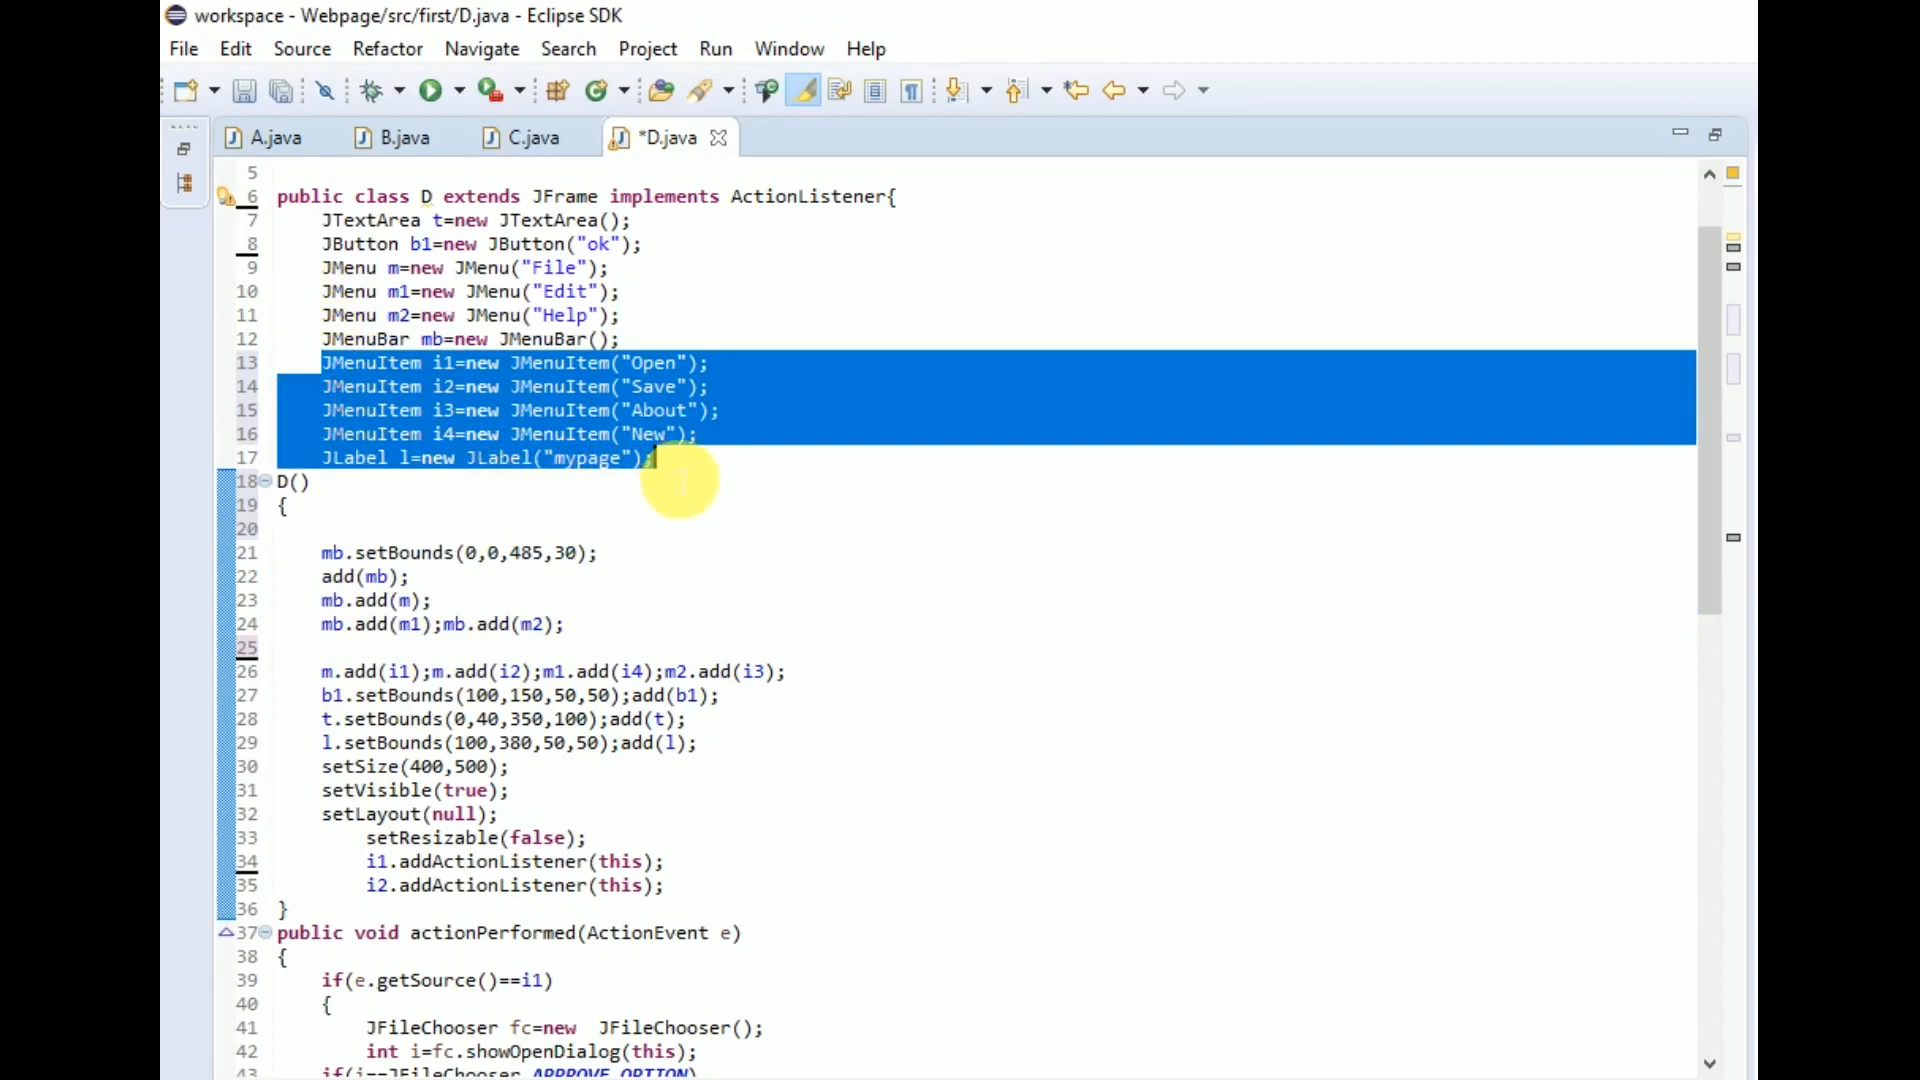 workspace - Webpage/src/first/D.java - Eclipse SDK
File Edit Source Refactor Navigate Search Project Run Window Help
A.java B.java C.java *D.java
5
6 public class D extends JFrame implements ActionListener{
7 JTextArea t=new JTextArea();
8 JButton b1=new JButton("ok");
9 JMenu m=new JMenu("File");
10 JMenu m1=new JMenu("Edit");
11 JMenu m2=new JMenu("Help");
12 JMenuBar mb=new JMenuBar();
13 JMenuItem i1=new JMenuItem("Open");
14 JMenuItem i2=new JMenuItem("Save");
15 JMenuItem i3=new JMenuItem("About");
16 JMenuItem i4=new JMenuItem("New");
17 JLabel l=new JLabel("mypage");
18 D()
19 {
20
21 mb.setBounds(0,0,485,30);
22 add(mb);
23 mb.add(m);
24 mb.add(m1);mb.add(m2);
25
26 m.add(i1);m.add(i2);m1.add(i4);m2.add(i3);
27 b1.setBounds(100,150,50,50);add(b1);
28 t.setBounds(0,40,350,100);add(t);
29 l.setBounds(100,380,50,50);add(l);
30 setSize(400,500);
31 setVisible(true);
32 setLayout(null);
33 setResizable(false);
34 i1.addActionListener(this);
35 i2.addActionListener(this);
36 }
37 public void actionPerformed(ActionEvent e)
38 {
39 if(e.getSource()==i1)
40 {
41 JFileChooser fc=new JFileChooser();
42 int i=fc.showOpenDialog(this);
43 if(i==JFileChooser.APPROVE_OPTION)